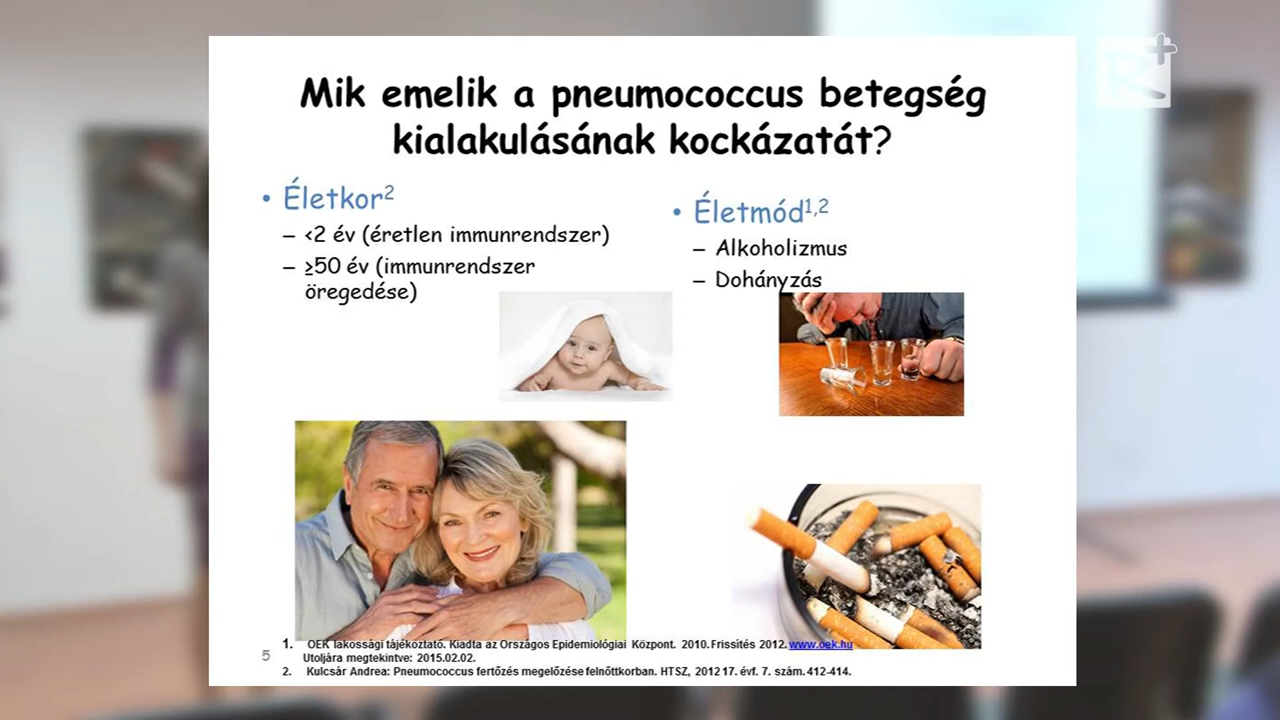 R+
Mik emelik a pneumococcus betegség
kialakulásának kockázatát?
• Életkor2
– <2 év (éretlen immunrendszer)
– ≥50 év (immunrendszer
öregedése)
• Életmód1,2
– Alkoholizmus
– Dohányzás
1. OEK lakossági tájékoztató. Kiadta az Országos Epidemiológiai Központ. 2010. Frissítés 2012. www.oek.hu
Utoljára megtekintve: 2015.02.02.
2. Kulcsár Andrea: Pneumococcus fertőzés megelőzése felnőttkorban. HTSZ, 2012 17. évf. 7. szám. 412-414.
5